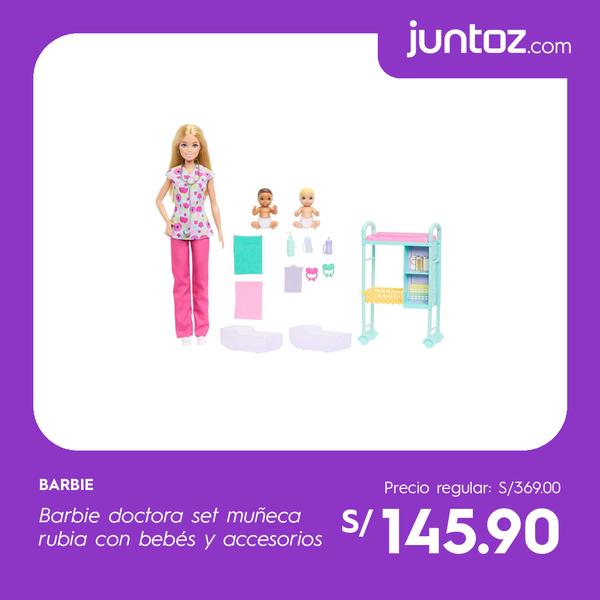 juntoz.com
BARBIE
Barbie doctora set muñeca
rubia con bebés y accesorios
Precio regular: S/369.00
S/145.90